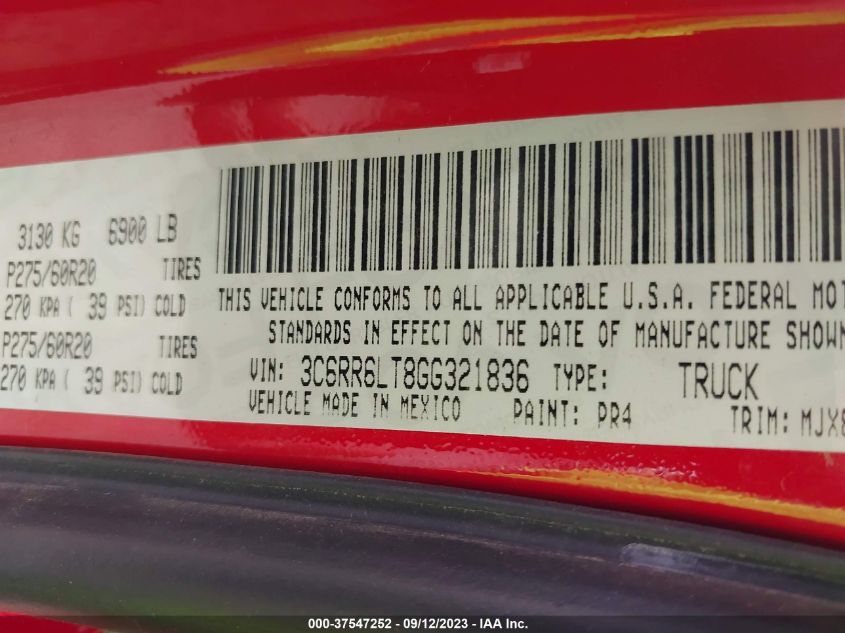 3130 KG 6900 LB
P275/60R20 TIRES
270 KPA ( 39 PSI) COLD
P275/60R20 TIRES
270 KPA ( 39 PSI) COLD
THIS VEHICLE CONFORMS TO ALL APPLICABLE U.S.A. FEDERAL MOT
STANDARDS IN EFFECT ON THE DATE OF MANUFACTURE SHOWN
VIN: 3C6RR6LT8GG321836 TYPE: TRUCK
VEHICLE MADE IN MEXICO PAINT: PR4 TRIM: MJX8
000-37547252 - 09/12/2023 - IAA Inc.